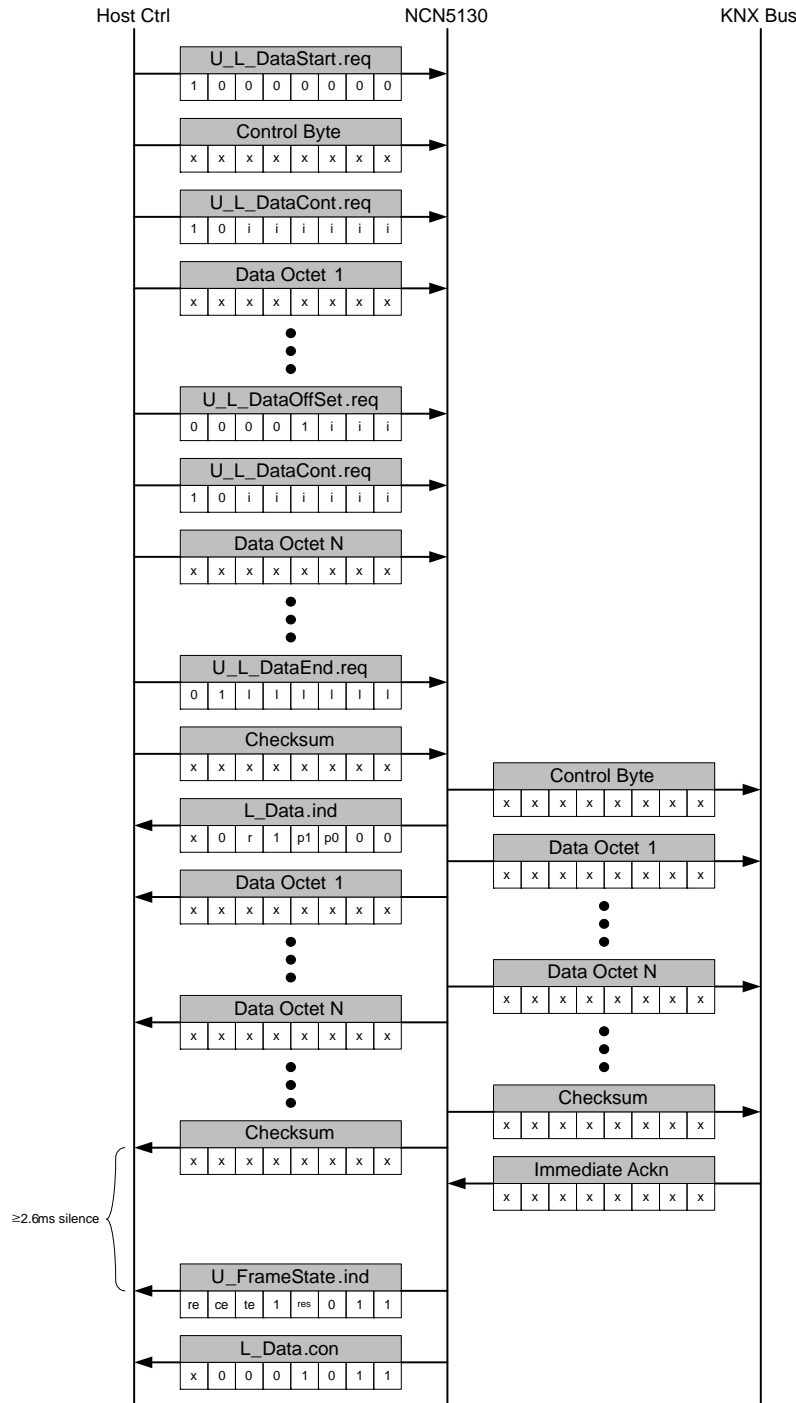 Host Ctrl NCN5130 KNX Bus
U_L_DataStart.req
1 0 0 0 0 0 0 0
Control Byte
x x x x x x x x
U_L_DataCont.req
1 0 i i i i i i
Data Octet 1
x x x x x x x x
U_L_DataOffSet.req
0 0 0 0 1 i i i
U_L_DataCont.req
1 0 i i i i i i
Data Octet N
x x x x x x x x
U_L_DataEnd.req
0 1 l l l l l l
Checksum
x x x x x x x x
Control Byte
x x x x x x x x
L_Data.ind
x 0 r 1 p1 p0 0 0
Data Octet 1
x x x x x x x x
Data Octet 1
x x x x x x x x
Data Octet N
x x x x x x x x
Data Octet N
x x x x x x x x
Checksum
x x x x x x x x
Checksum
x x x x x x x x
Immediate Ackn
x x x x x x x x
≥2.6ms silence
U_FrameState.ind
re ce te 1 res 0 1 1
L_Data.con
x 0 0 0 1 0 1 1